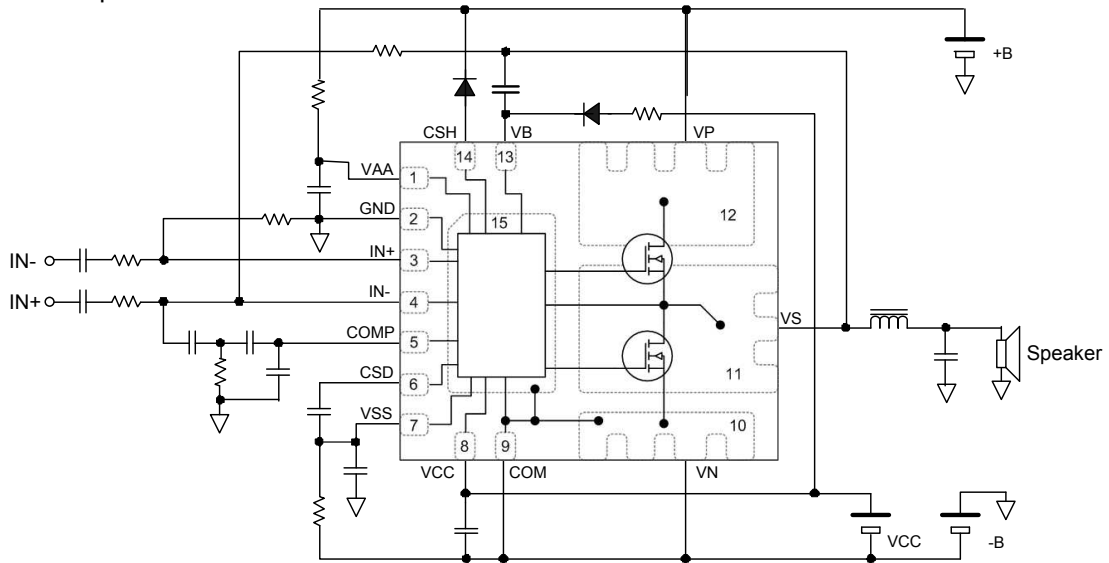 +B
CSH
VB
VP
14
13
VAA
1
12
GND
2
15
IN-
IN+
3
IN+
IN-
4
VS
COMP
5
Speaker
CSD
6
11
VSS
7
10
8
9
VCC
COM
VN
VCC
-B